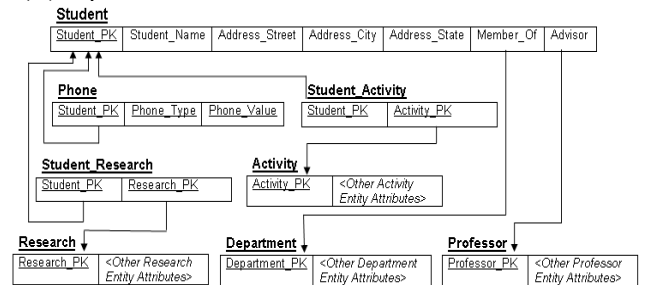 Student
Student_PK Student_Name Address_Street Address_City Address_State Member_Of Advisor
Phone
Student_PK Phone_Type Phone_Value
Student_Activity
Student_PK Activity_PK
Student_Research
Student_PK Research_PK
Activity
Activity_PK <Other Activity
Entity Attributes>
Research
Research_PK <Other Research
Entity Attributes>
Department
Department_PK <Other Department
Entity Attributes>
Professor
Professor_PK <Other Professor
Entity Attributes>